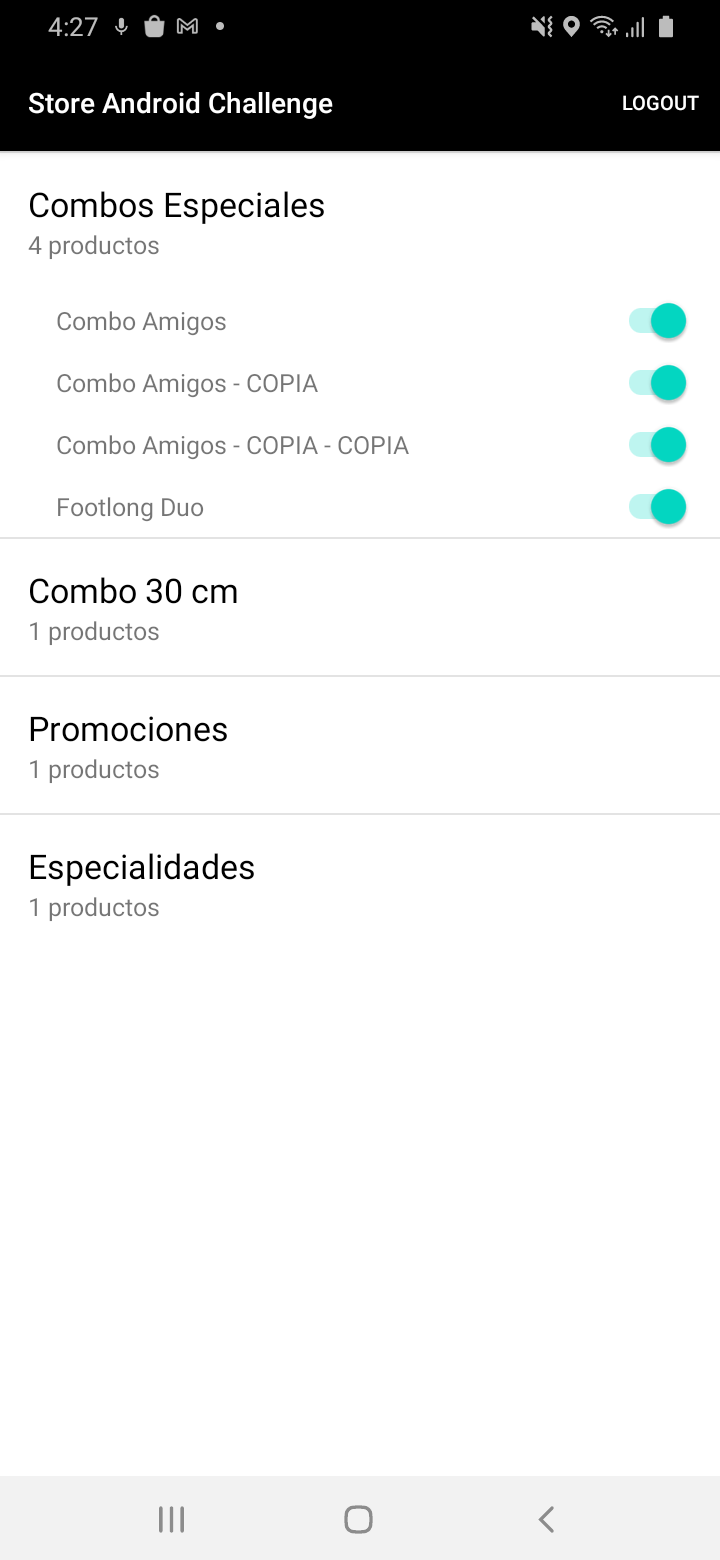 4:27
Store Android Challenge LOGOUT
Combos Especiales
4 productos
Combo Amigos
Combo Amigos - COPIA
Combo Amigos - COPIA - COPIA
Footlong Duo
Combo 30 cm
1 productos
Promociones
1 productos
Especialidades
1 productos